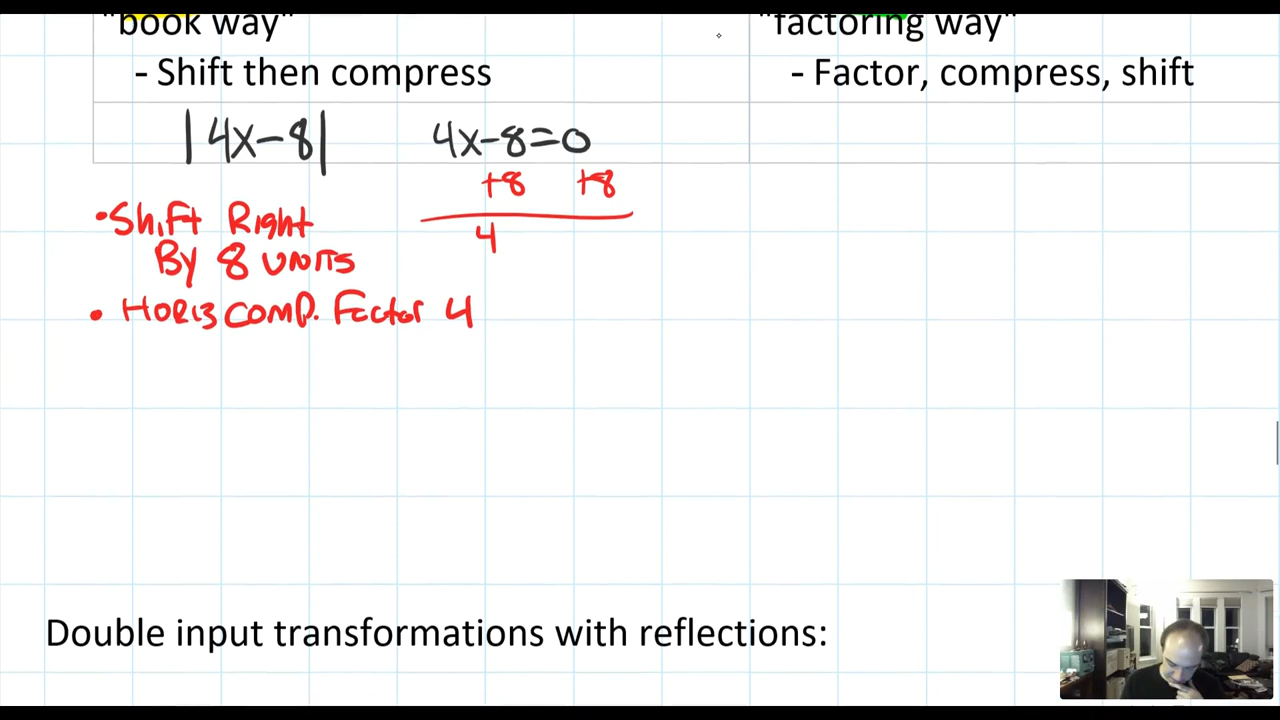 "book way"
- Shift then compress
|4x-8|
4x-8=0
+8 +8
4
• Shift Right
By 8 UNITS
• HORIZ COMP. Factor 4
"factoring way"
- Factor, compress, shift
Double input transformations with reflections: